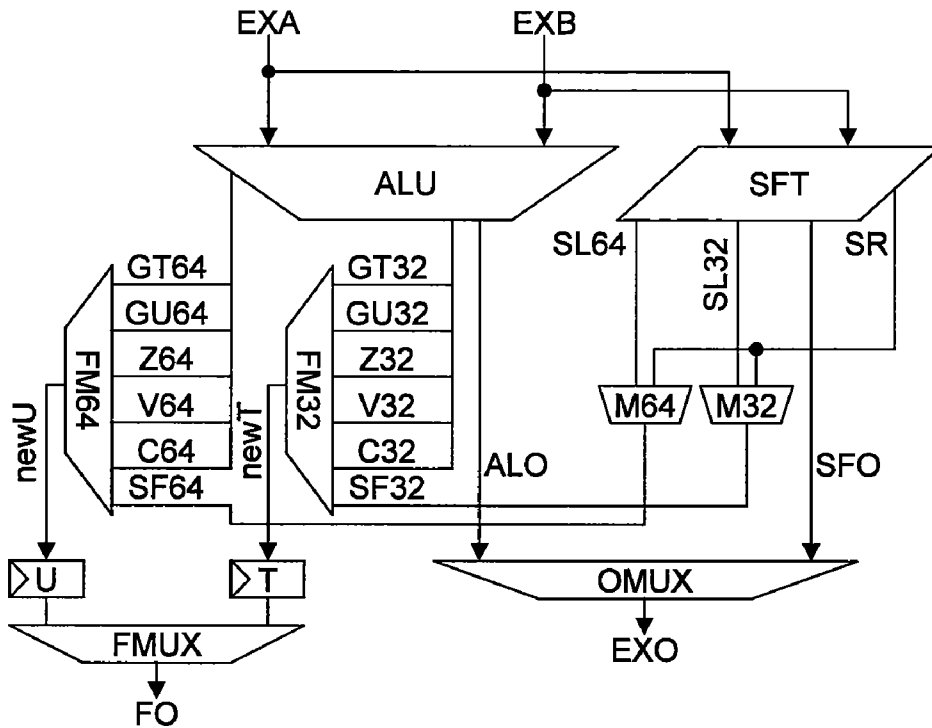 EXA
EXB
ALU
SFT
SL64
SL32
SR
GT64
GU64
Z64
V64
C64
SF64
FM64
GT32
GU32
Z32
V32
C32
SF32
FM32
M64
M32
newU
newT
ALO
SFO
U
T
OMUX
FMUX
EXO
FO